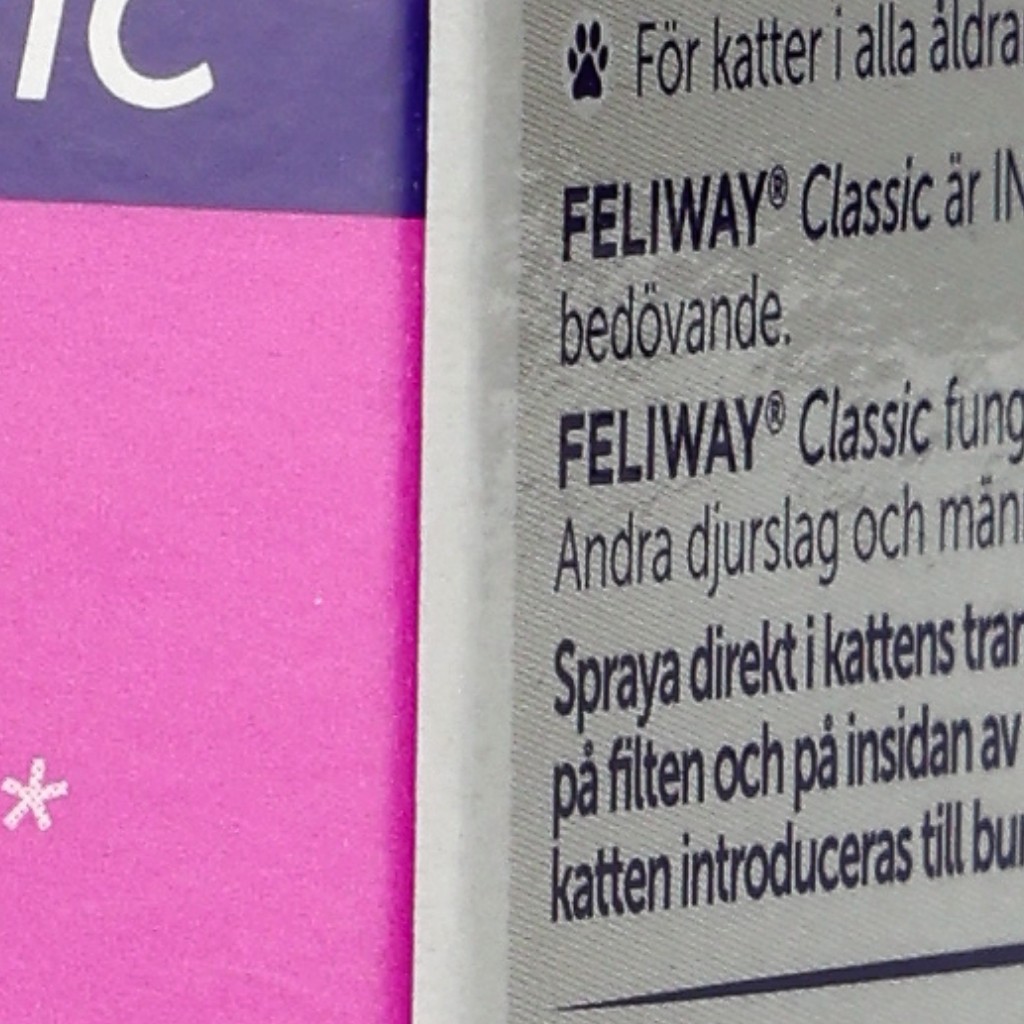 IC
*
För katter i alla åldra
FELIWAY® Classic är IN
bedövande.
FELIWAY® Classic fung
Andra djurslag och män
Spraya direkt i kattens tran
på filten och på insidan av
katten introduceras till bu